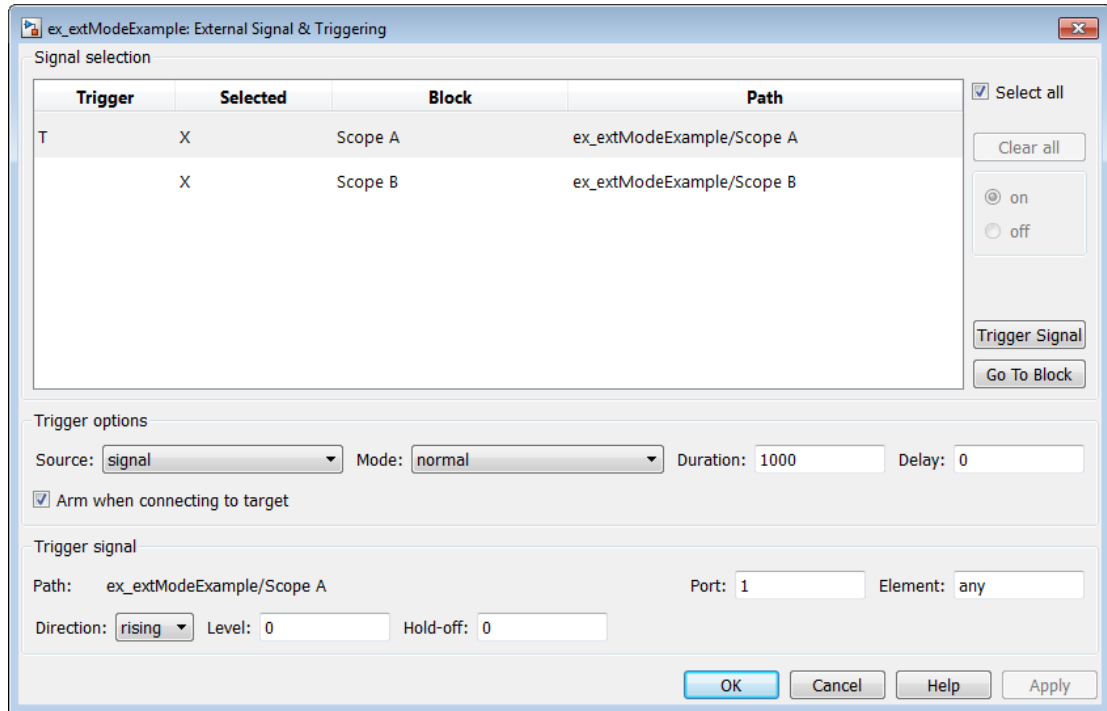 ex_extModeExample: External Signal & Triggering
Signal selection
Trigger Selected Block Path
Select all
T X Scope A ex_extModeExample/Scope A
Clear all
X Scope B ex_extModeExample/Scope B
on
off
Trigger Signal
Go To Block
Trigger options
Source: signal Mode: normal Duration: 1000 Delay: 0
Arm when connecting to target
Trigger signal
Path: ex_extModeExample/Scope A Port: 1 Element: any
Direction: rising Level: 0 Hold-off: 0
OK Cancel Help Apply